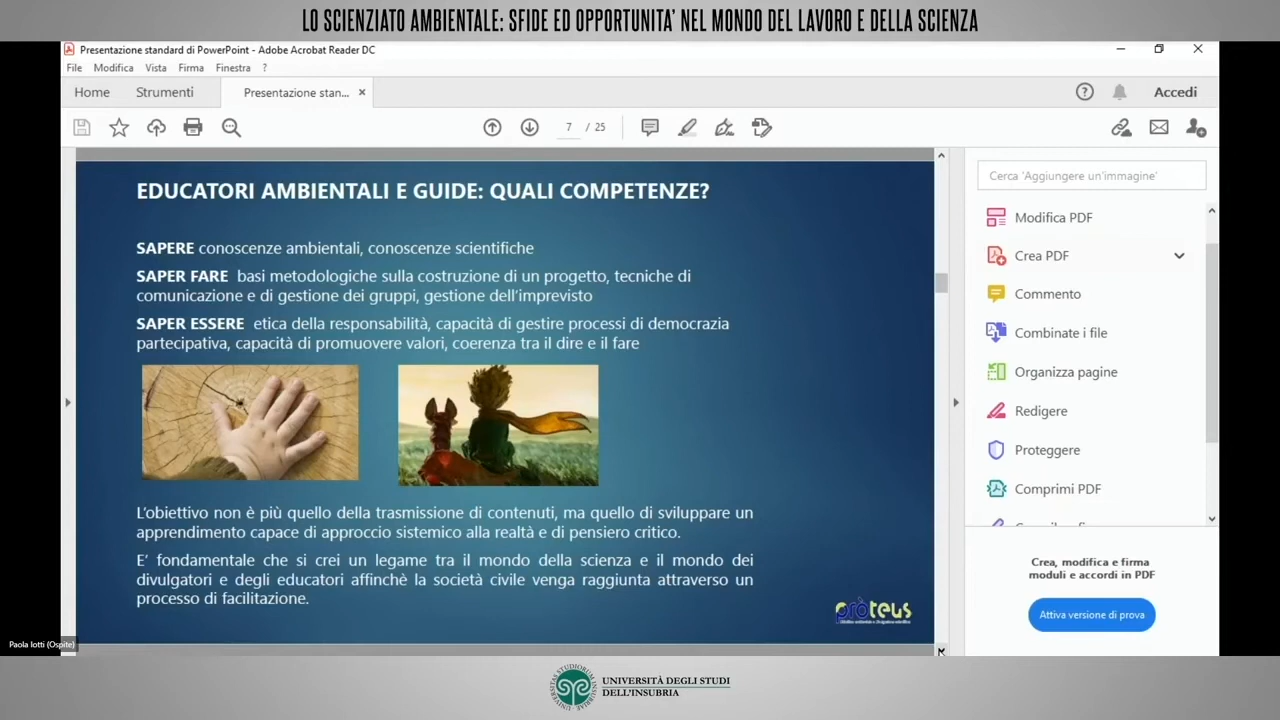 LO SCIENZIATO AMBIENTALE: SFIDE ED OPPORTUNITA' NEL MONDO DEL LAVORO E DELLA SCIENZA
Presentazione standard di PowerPoint - Adobe Acrobat Reader DC
File Modifica Vista Firma Finestra ?
Home Strumenti Presentazione stan... × Accedi
7 / 25
EDUCATORI AMBIENTALI E GUIDE: QUALI COMPETENZE?
SAPERE conoscenze ambientali, conoscenze scientifiche
SAPER FARE basi metodologiche sulla costruzione di un progetto, tecniche di
comunicazione e di gestione dei gruppi, gestione dell'imprevisto
SAPER ESSERE etica della responsabilità, capacità di gestire processi di democrazia
partecipativa, capacità di promuovere valori, coerenza tra il dire e il fare
L'obiettivo non è più quello della trasmissione di contenuti, ma quello di sviluppare un
apprendimento capace di approccio sistemico alla realtà e di pensiero critico.
E' fondamentale che si crei un legame tra il mondo della scienza e il mondo dei
divulgatori e degli educatori affinchè la società civile venga raggiunta attraverso un
processo di facilitazione.
pròteus
Cerca 'Aggiungere un'immagine'
Modifica PDF
Crea PDF
Commento
Combinate i file
Organizza pagine
Redigere
Proteggere
Comprimi PDF
Crea, modifica e firma
moduli e accordi in PDF
Attiva versione di prova
Paola Iotti (Ospite)
UNIVERSITÀ DEGLI STUDI
DELL'INSUBRIA